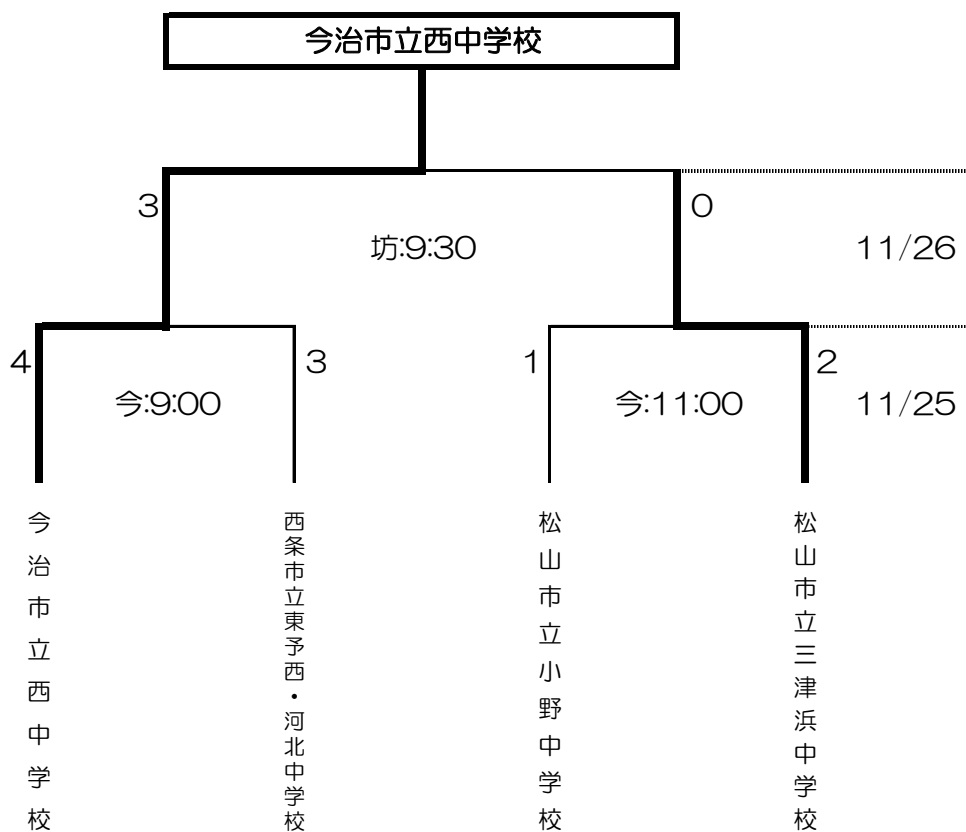 今治市立西中学校
3
0
坊:9:30
11/26
4
3
1
2
今:9:00
今:11:00
11/25
今治市立西中学校
西条市立東予西・河北中学校
松山市立小野中学校
松山市立三津浜中学校